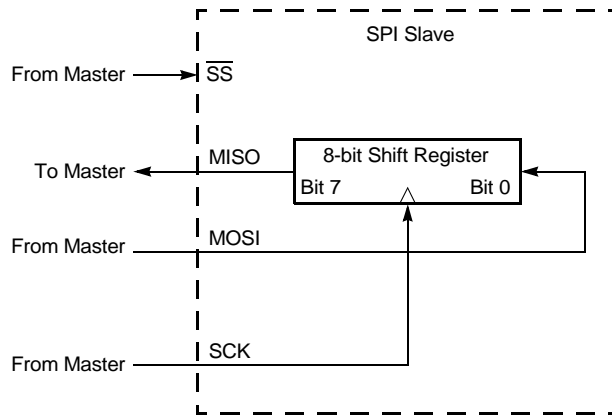 SPI Slave
From Master
SS
To Master
MISO
8-bit Shift Register
Bit 7
Bit 0
From Master
MOSI
From Master
SCK